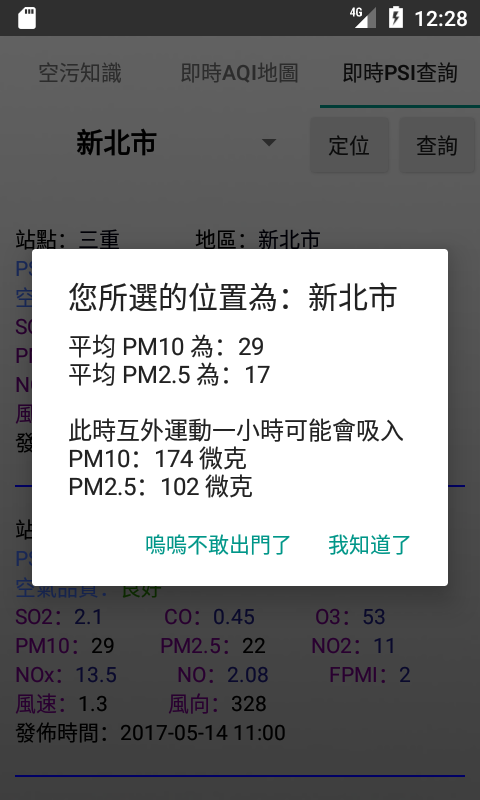 4G 12:28
空污知識 即時AQI地圖 即時PSI查詢
新北市 定位 查詢
站點：三重 地區：新北市
您所選的位置為：新北市
平均 PM10 為：29
平均 PM2.5 為：17
此時互外運動一小時可能會吸入
PM10：174 微克
PM2.5：102 微克
嗚嗚不敢出門了 我知道了
空氣品質：良好
SO2：2.1 CO：0.45 O3：53
PM10：29 PM2.5：22 NO2：11
NOx：13.5 NO：2.08 FPMI：2
風速：1.3 風向：328
發佈時間：2017-05-14 11:00